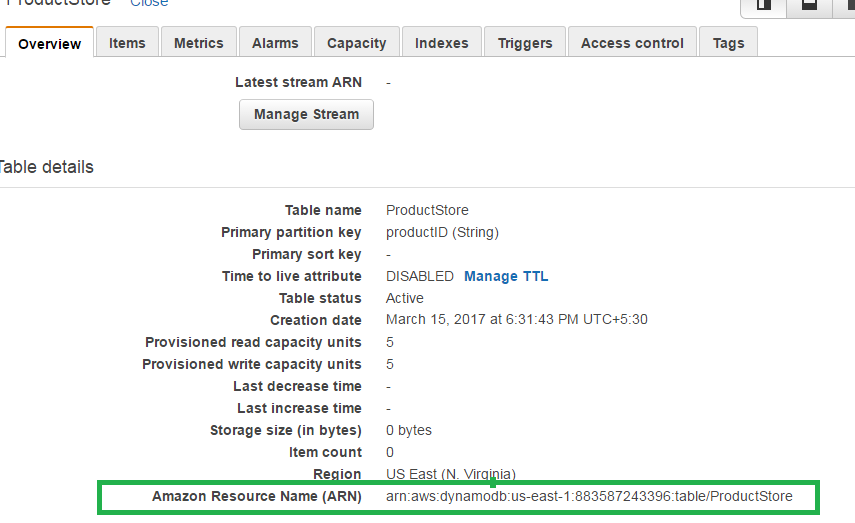 ProductStore Close
Overview Items Metrics Alarms Capacity Indexes Triggers Access control Tags
Latest stream ARN -
Manage Stream
Table details
Table name ProductStore
Primary partition key productID (String)
Primary sort key -
Time to live attribute DISABLED Manage TTL
Table status Active
Creation date March 15, 2017 at 6:31:43 PM UTC+5:30
Provisioned read capacity units 5
Provisioned write capacity units 5
Last decrease time -
Last increase time -
Storage size (in bytes) 0 bytes
Item count 0
Region US East (N. Virginia)
Amazon Resource Name (ARN) arn:aws:dynamodb:us-east-1:883587243396:table/ProductStore